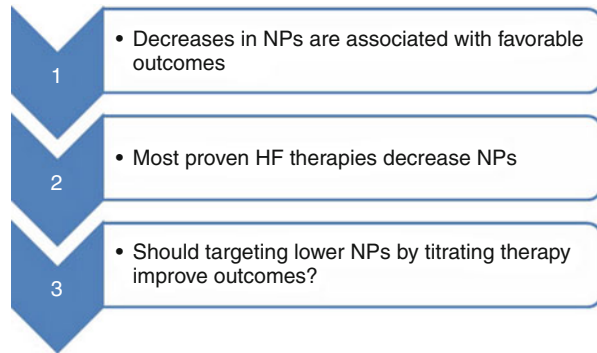 1
• Decreases in NPs are associated with favorable
outcomes
2
• Most proven HF therapies decrease NPs
3
• Should targeting lower NPs by titrating therapy
improve outcomes?